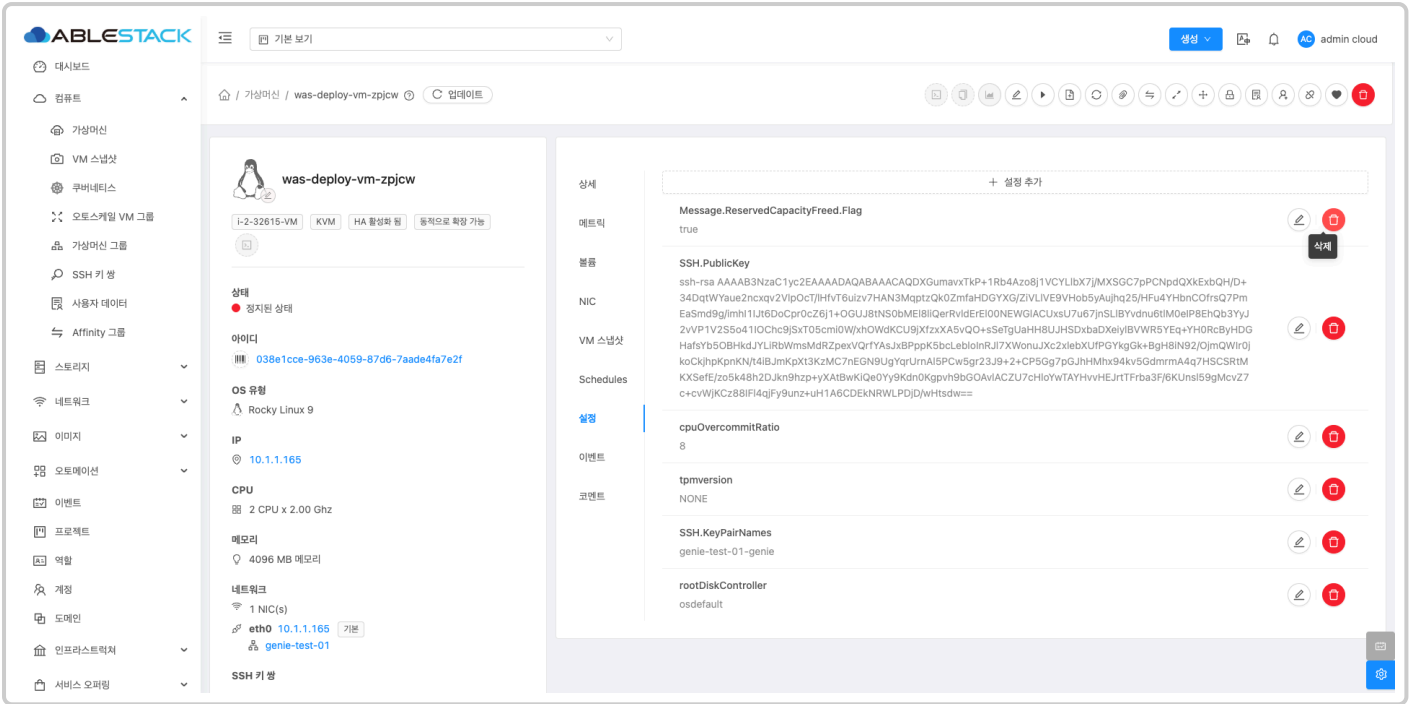 ABLESTACK
기본 보기
생성
AC
admin cloud
대시보드
컴퓨트
가상머신
VM 스냅샷
쿠버네티스
오토스케일 VM 그룹
가상머신 그룹
SSH 키 쌍
사용자 데이터
Affinity 그룹
스토리지
네트워크
이미지
오토메이션
이벤트
프로젝트
역할
계정
도메인
인프라스트럭쳐
서비스 오퍼링
/ 가상머신 / was-deploy-vm-zpjcw
업데이트
was-deploy-vm-zpjcw
i-2-32615-VM
KVM
HA 활성화 됨
동적으로 확장 가능
상태
정지된 상태
아이디
038e1cce-963e-4059-87d6-7aade4fa7e2f
OS 유형
Rocky Linux 9
IP
10.1.1.165
CPU
2 CPU x 2.00 Ghz
메모리
4096 MB 메모리
네트워크
1 NIC(s)
eth0 10.1.1.165 기본
genie-test-01
SSH 키 쌍
상세
메트릭
볼륨
NIC
VM 스냅샷
Schedules
설정
이벤트
코멘트
+ 설정 추가
Message.ReservedCapacityFreed.Flag
true
삭제
SSH.PublicKey
ssh-rsa
cpuOvercommitRatio
8
tpmversion
NONE
SSH.KeyPairNames
genie-test-01-genie
rootDiskController
osdefault